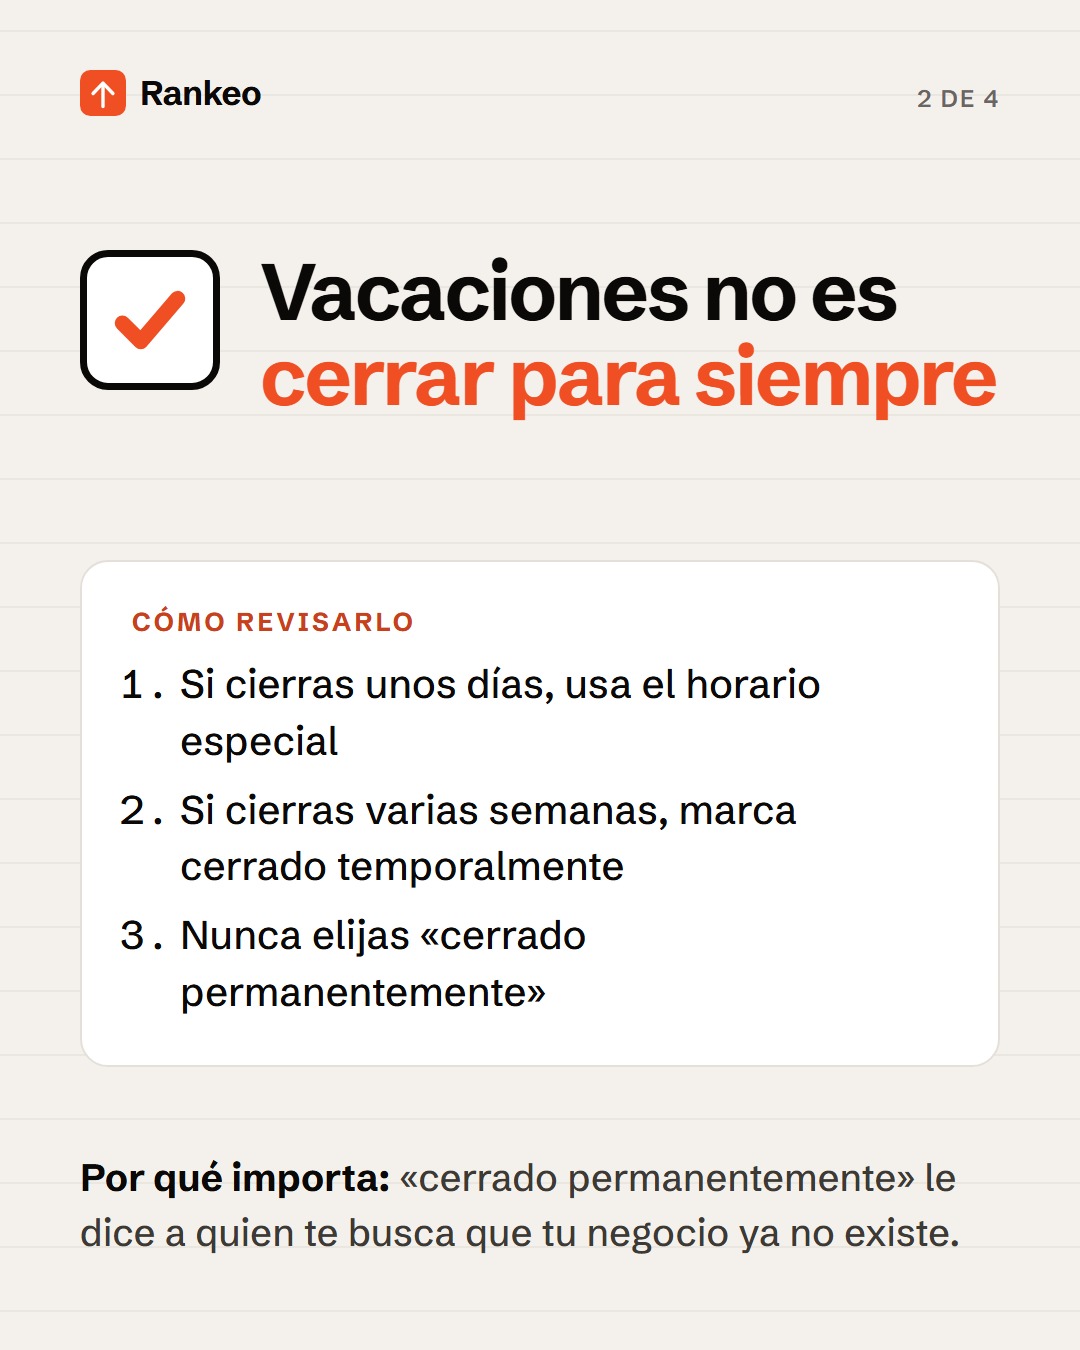 Rankeo
2 DE 4
Vacaciones no es
cerrar para siempre
CÓMO REVISARLO
1. Si cierras unos días, usa el horario
especial
2. Si cierras varias semanas, marca
cerrado temporalmente
3. Nunca elijas «cerrado
permanentemente»
Por qué importa: «cerrado permanentemente» le
dice a quien te busca que tu negocio ya no existe.